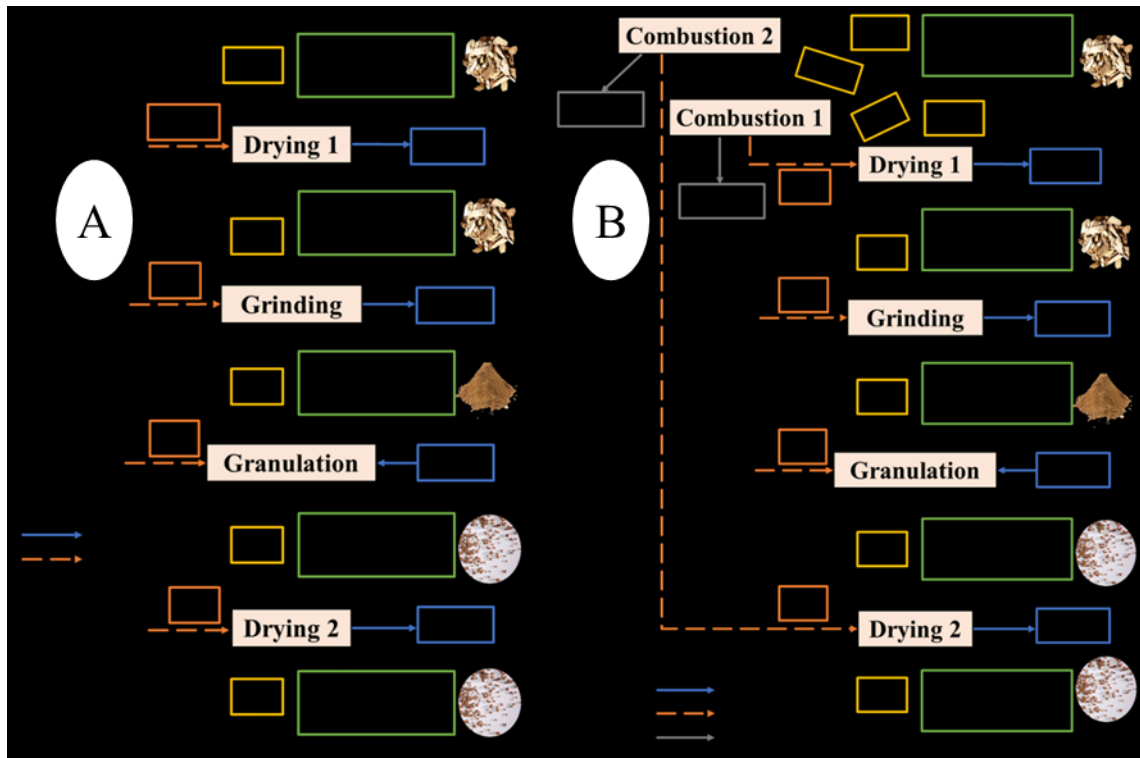 A
Drying 1
Grinding
Granulation
Drying 2
B
Combustion 2
Combustion 1
Drying 1
Grinding
Granulation
Drying 2